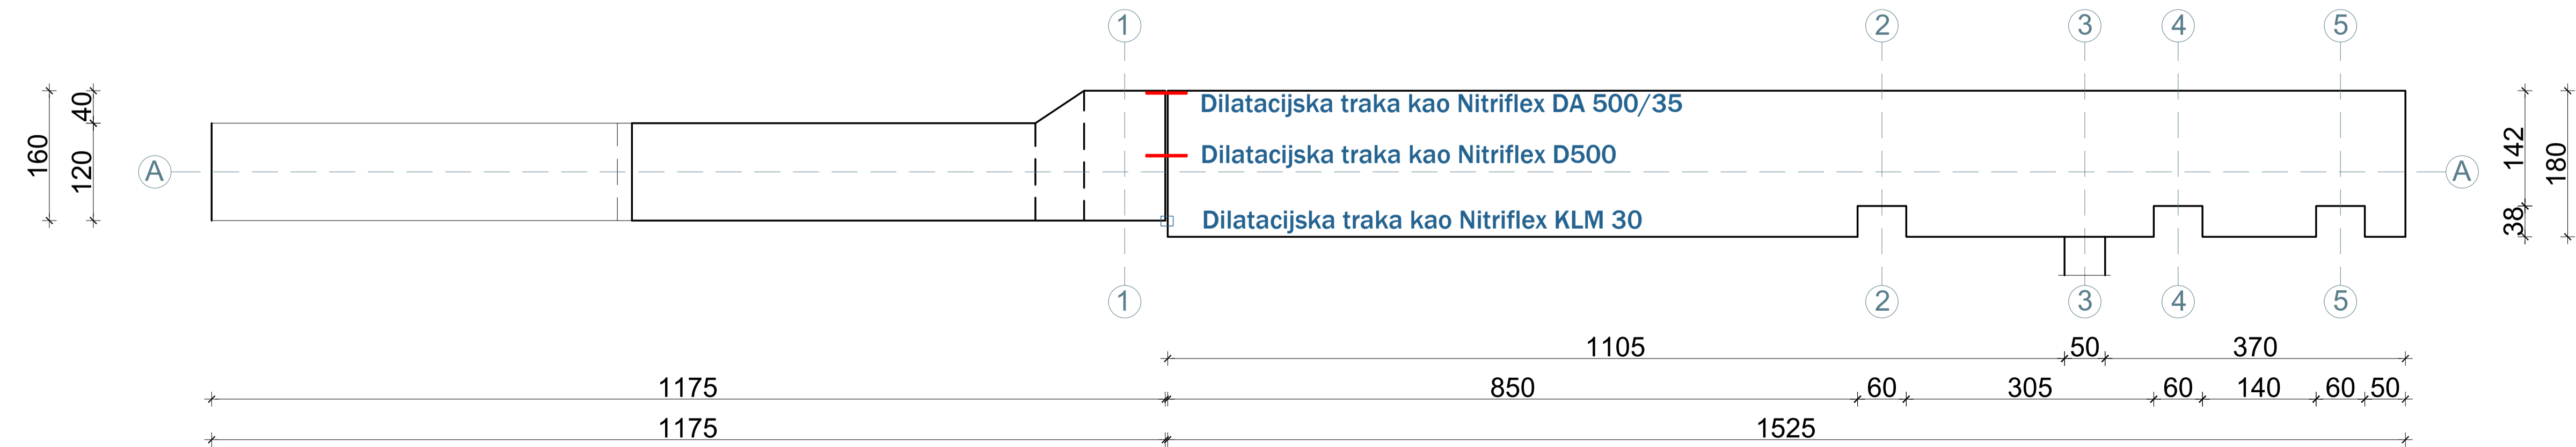 1 2 3 4 5
Dilatacijska traka kao Nitriflex DA 500/35
Dilatacijska traka kao Nitriflex D500
Dilatacijska traka kao Nitriflex KLM 30
160 40 120
A A
142 38 180
1 2 3 4 5
1105 50 370
1175 850 60 305 60 140 60 50
1175 1525